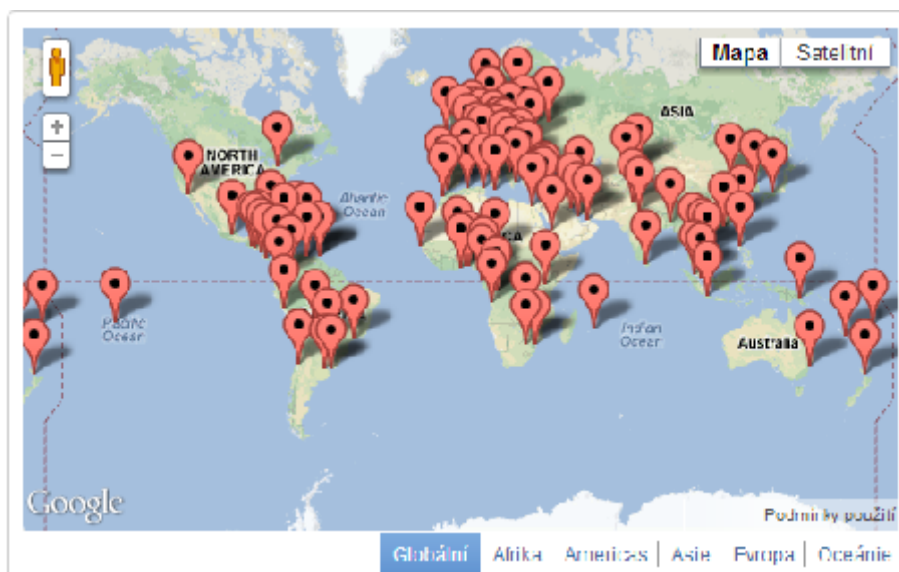 Mapa Satelitní
+
ASIA
−
NORTH
AMERICA
Atlantic
Ocean
CA
Pacific
Ocean
Indian
Ocean
Australia
Google
Podmínky použití
Globální Afrika Americas Asie Evropa Oceánie